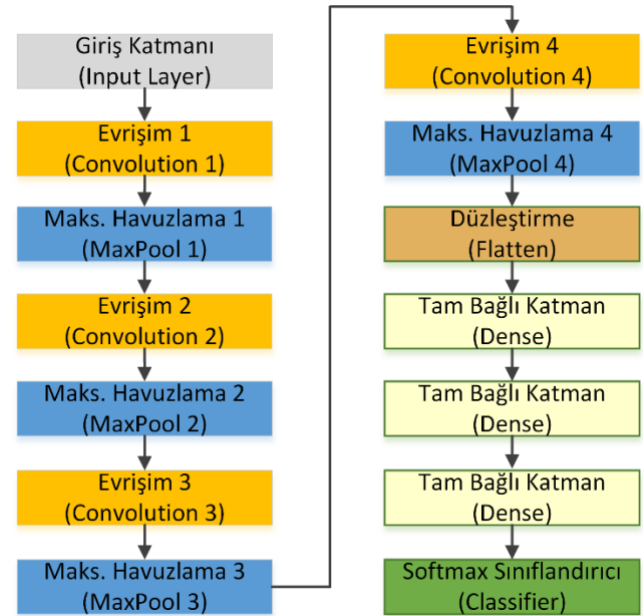 Giriş Katmanı
(Input Layer)
Evrişim 1
(Convolution 1)
Maks. Havuzlama 1
(MaxPool 1)
Evrişim 2
(Convolution 2)
Maks. Havuzlama 2
(MaxPool 2)
Evrişim 3
(Convolution 3)
Maks. Havuzlama 3
(MaxPool 3)
Evrişim 4
(Convolution 4)
Maks. Havuzlama 4
(MaxPool 4)
Düzleştirme
(Flatten)
Tam Bağlı Katman
(Dense)
Tam Bağlı Katman
(Dense)
Tam Bağlı Katman
(Dense)
Softmax Sınıflandırıcı
(Classifier)